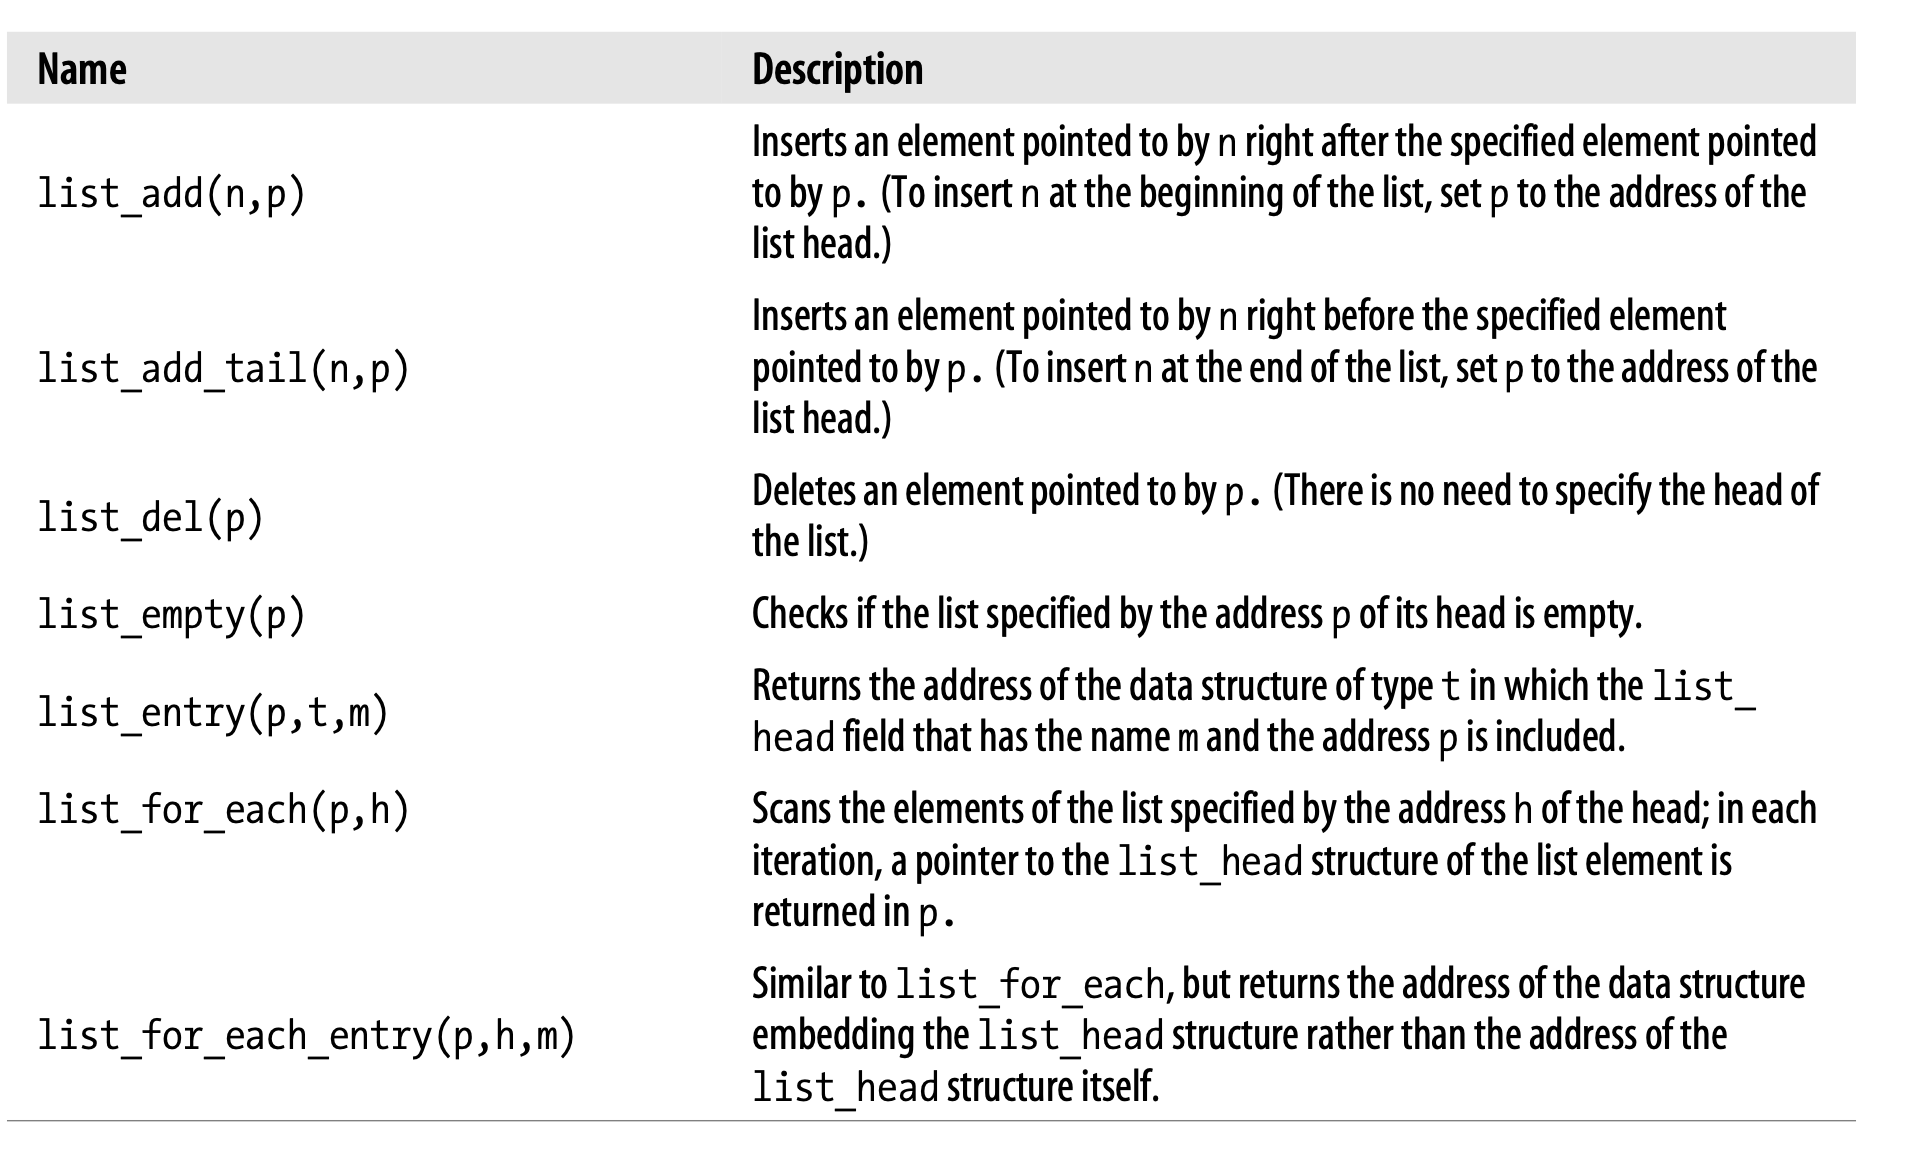 Name Description
Inserts an element pointed to by n right after the specified element pointed
list_add(n,p) to by p. (To insert n at the beginning of the list, set p to the address of the
list head.)
Inserts an element pointed to by n right before the specified element
list_add_tail(n,p) pointed to by p. (To insert n at the end of the list, set p to the address of the
list head.)
Deletes an element pointed to by p. (There is no need to specify the head of
list_del(p)
the list.)
list_empty(p) Checks if the list specified by the address p of its head is empty.
Returns the address of the data structure of type t in which the list_
list_entry(p,t,m)
head field that has the name m and the address p is included.
list_for_each(p,h) Scans the elements of the list specified by the address h of the head; in each
iteration, a pointer to the list_head structure of the list element is
returned in p.
Similar to list_for_each, but returns the address of the data structure
list_for_each_entry(p,h,m) embedding the list_head structure rather than the address of the
list_head structure itself.